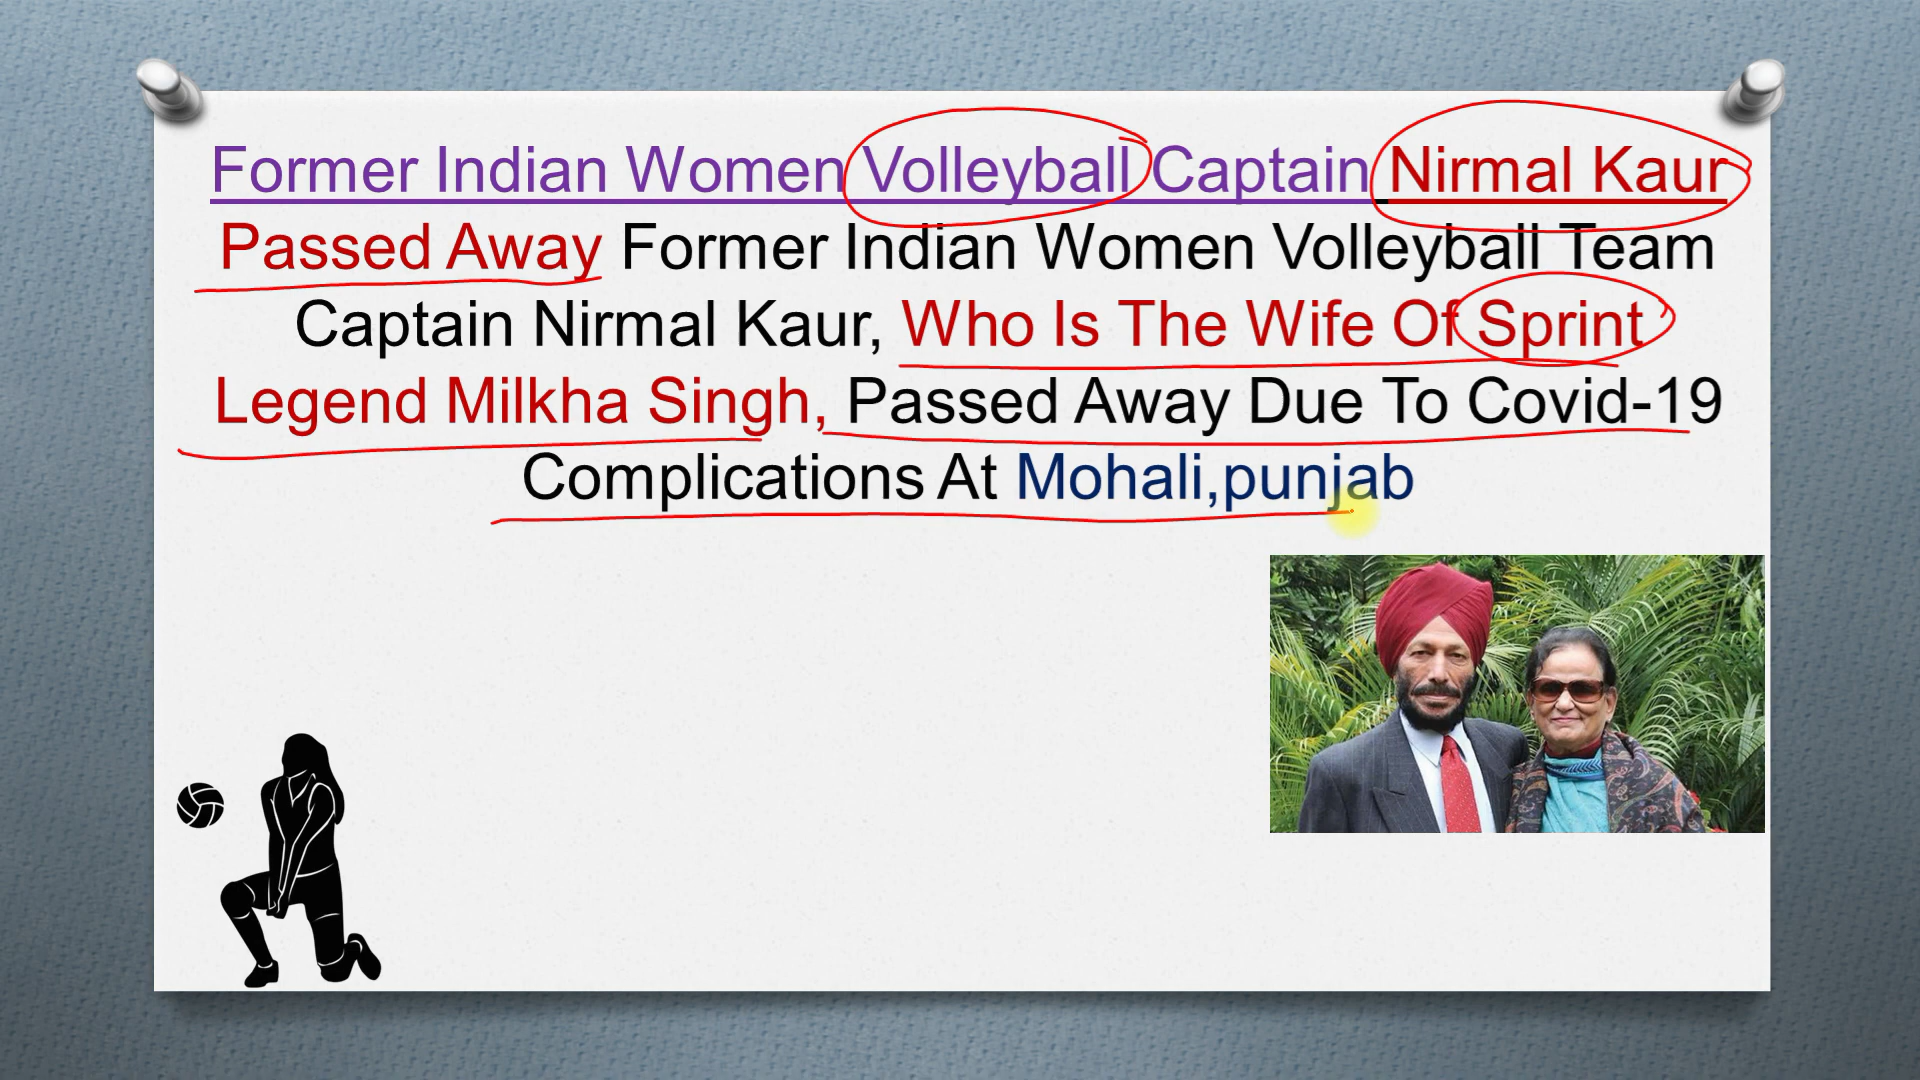 Former Indian Women Volleyball Captain Nirmal Kaur
Passed Away Former Indian Women Volleyball Team
Captain Nirmal Kaur, Who Is The Wife Of Sprint
Legend Milkha Singh, Passed Away Due To Covid-19
Complications At Mohali,punjab